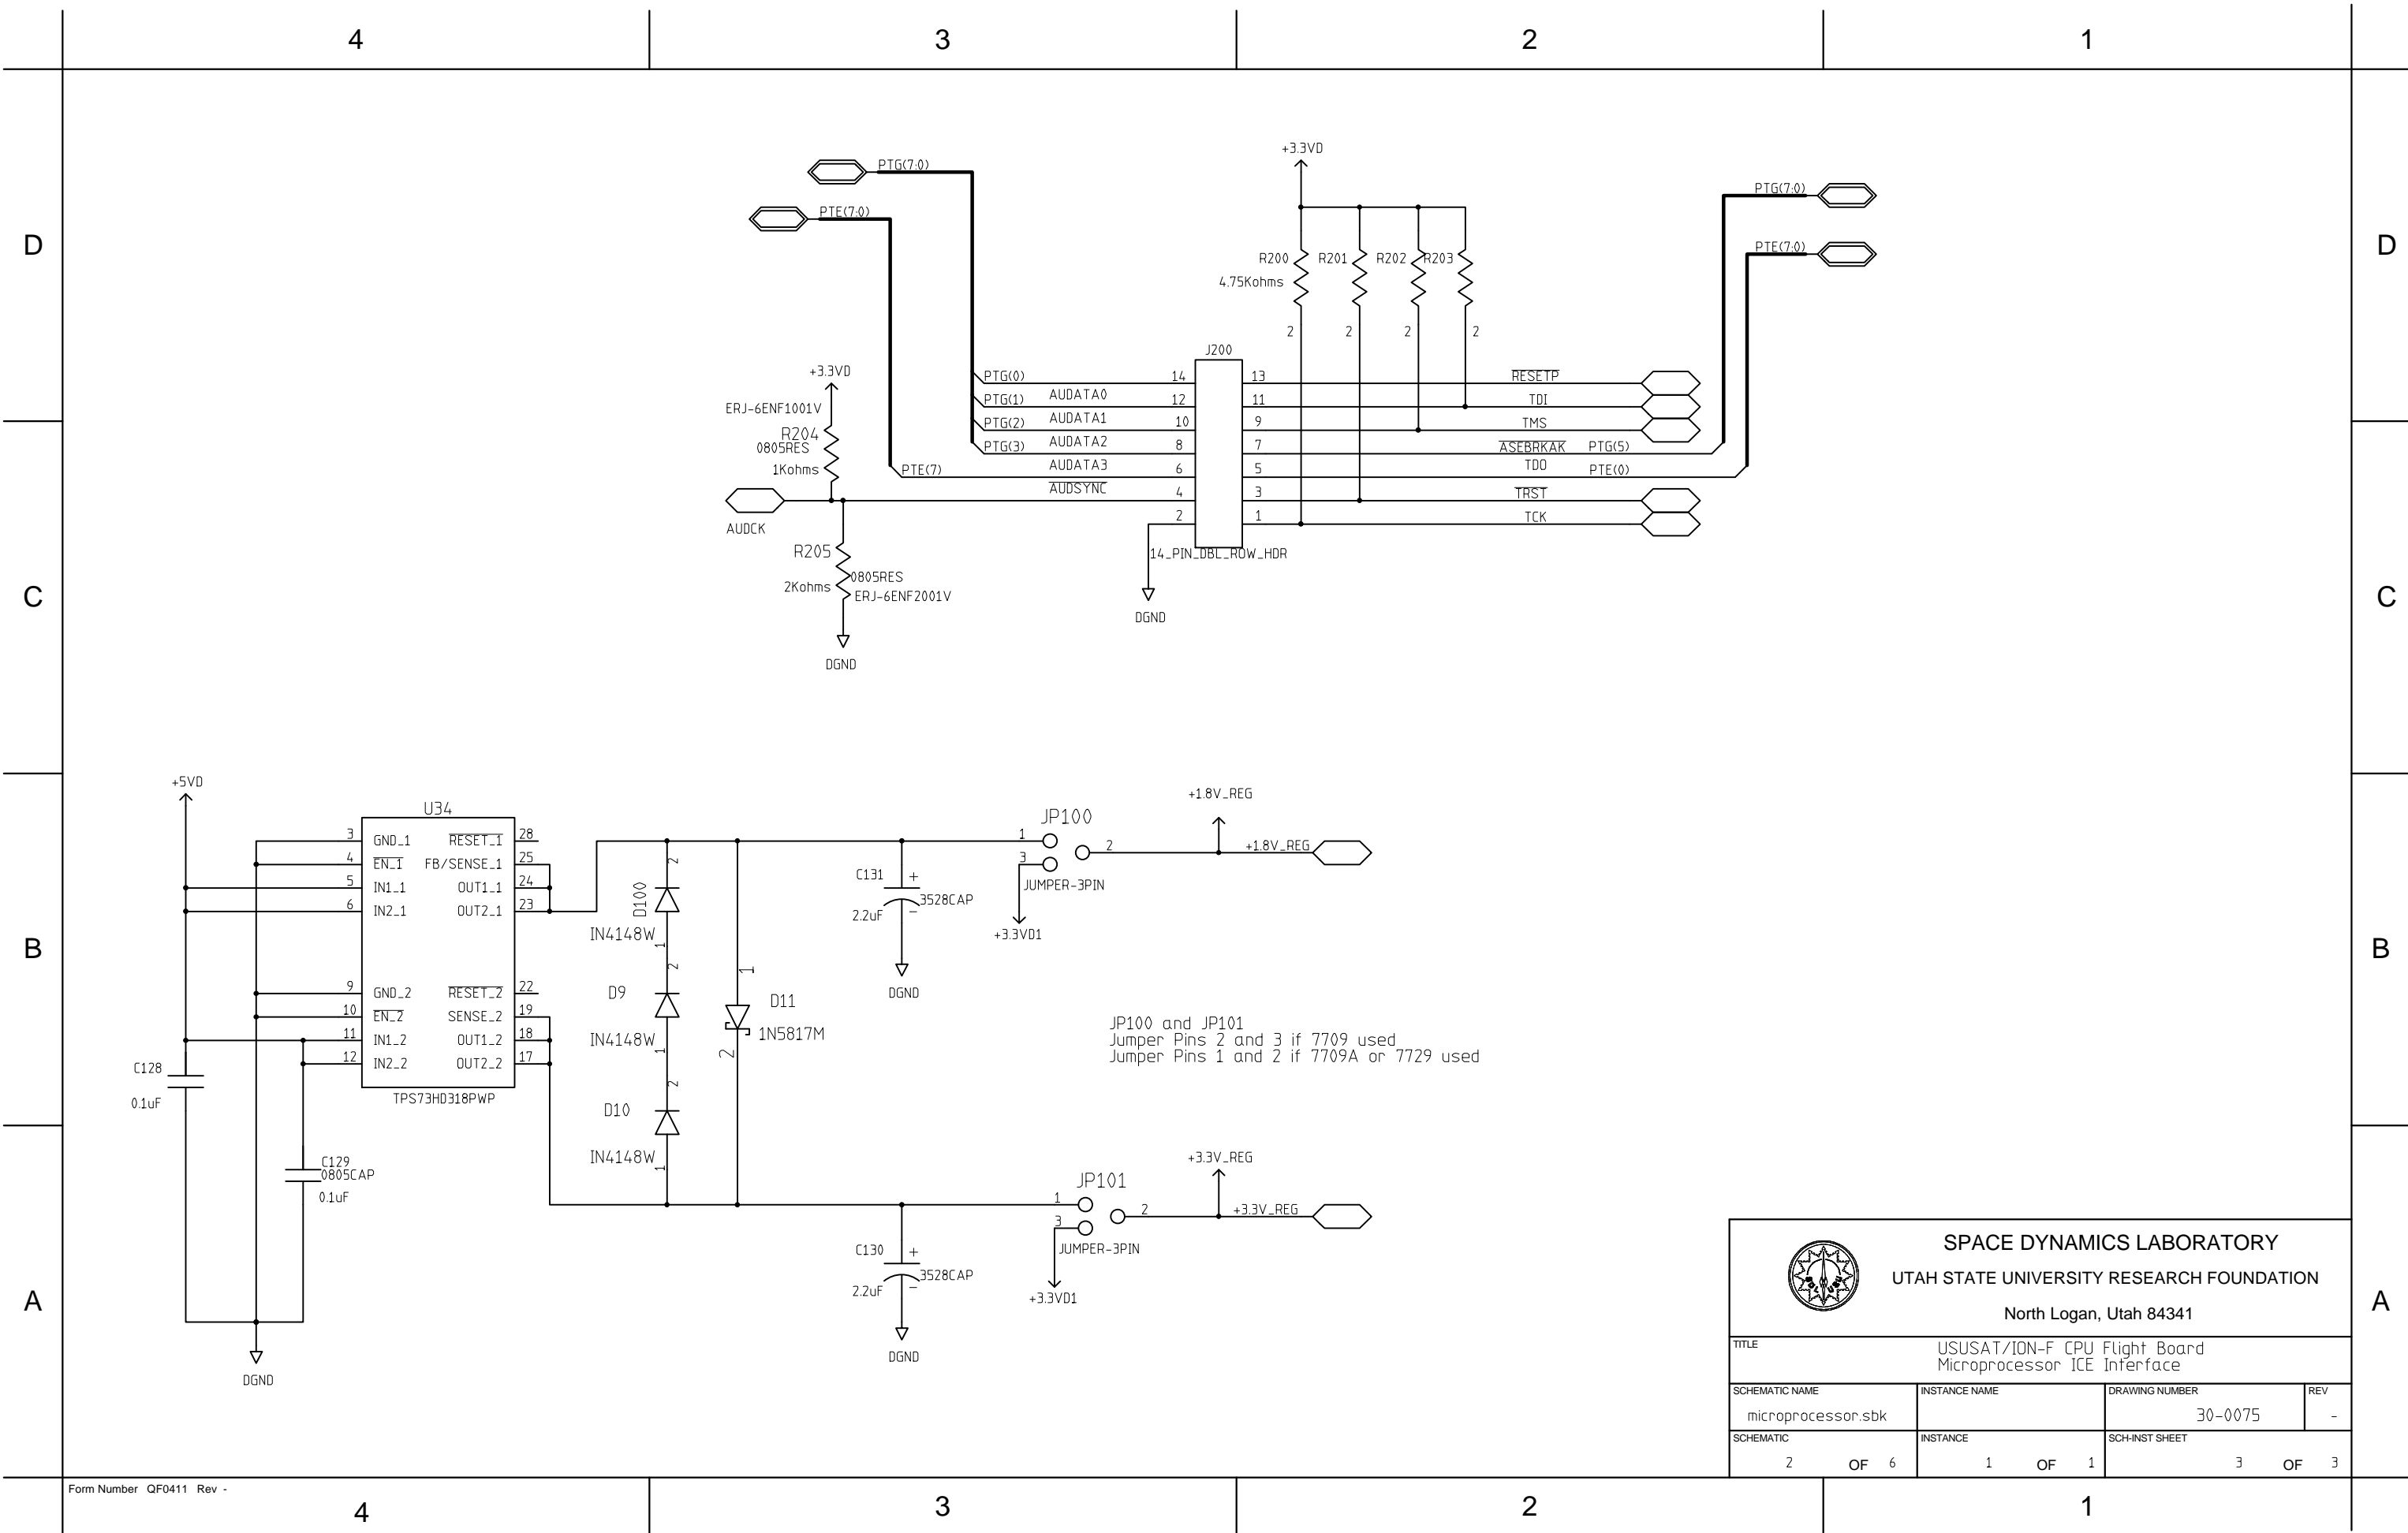 4 3 2 1
D D
C C
B B
A A
PTG(7:0)
PTE(7:0)
+3.3VD
PTG(7:0)
PTE(7:0)
R200 R201 R202 R203
4.75Kohms
2 2 2 2
J200
+3.3VD
ERJ-6ENF1001V
R204
0805RES
1Kohms
PTG(0) 14 13 RESETP
PTG(1) AUDATA0 12 11 TDI
PTG(2) AUDATA1 10 9 TMS
PTG(3) AUDATA2 8 7 ASEBRKAK PTG(5)
PTE(7) AUDATA3 6 5 TDO PTE(0)
AUDSYNC 4 3 TRST
2 1 TCK
AUDCK
14_PIN_DBL_ROW_HDR
R205
0805RES
2Kohms
ERJ-6ENF2001V
DGND
DGND
+5VD
U34
3 GND_1 RESET_1 28
4 EN_1 FB/SENSE_1 25
5 IN1_1 OUT1_1 24
6 IN2_1 OUT2_1 23
9 GND_2 RESET_2 22
10 EN_2 SENSE_2 19
11 IN1_2 OUT1_2 18
12 IN2_2 OUT2_2 17
TPS73HD318PWP
C128
0.1uF
C129
0805CAP
0.1uF
DGND
2
D100
IN4148W
1
2
D9
IN4148W
1
2
D10
IN4148W
1
1
D11
1N5817M
2
C131 +
3528CAP
2.2uF -
DGND
JP100
1
3
2
JUMPER-3PIN
+3.3VD1
+1.8V_REG
+1.8V_REG
JP100 and JP101
Jumper Pins 2 and 3 if 7709 used
Jumper Pins 1 and 2 if 7709A or 7729 used
C130 +
3528CAP
2.2uF -
DGND
JP101
1
3
2
JUMPER-3PIN
+3.3VD1
+3.3V_REG
+3.3V_REG
SPACE DYNAMICS LABORATORY
UTAH STATE UNIVERSITY RESEARCH FOUNDATION
North Logan, Utah 84341
TITLE
USUSAT/ION-F CPU Flight Board
Microprocessor ICE Interface
SCHEMATIC NAME INSTANCE NAME DRAWING NUMBER REV
microprocessor.sbk 30-0075 -
SCHEMATIC INSTANCE SCH-INST SHEET
2 OF 6 1 OF 1 3 OF 3
Form Number QF0411 Rev -
4 3 2 1